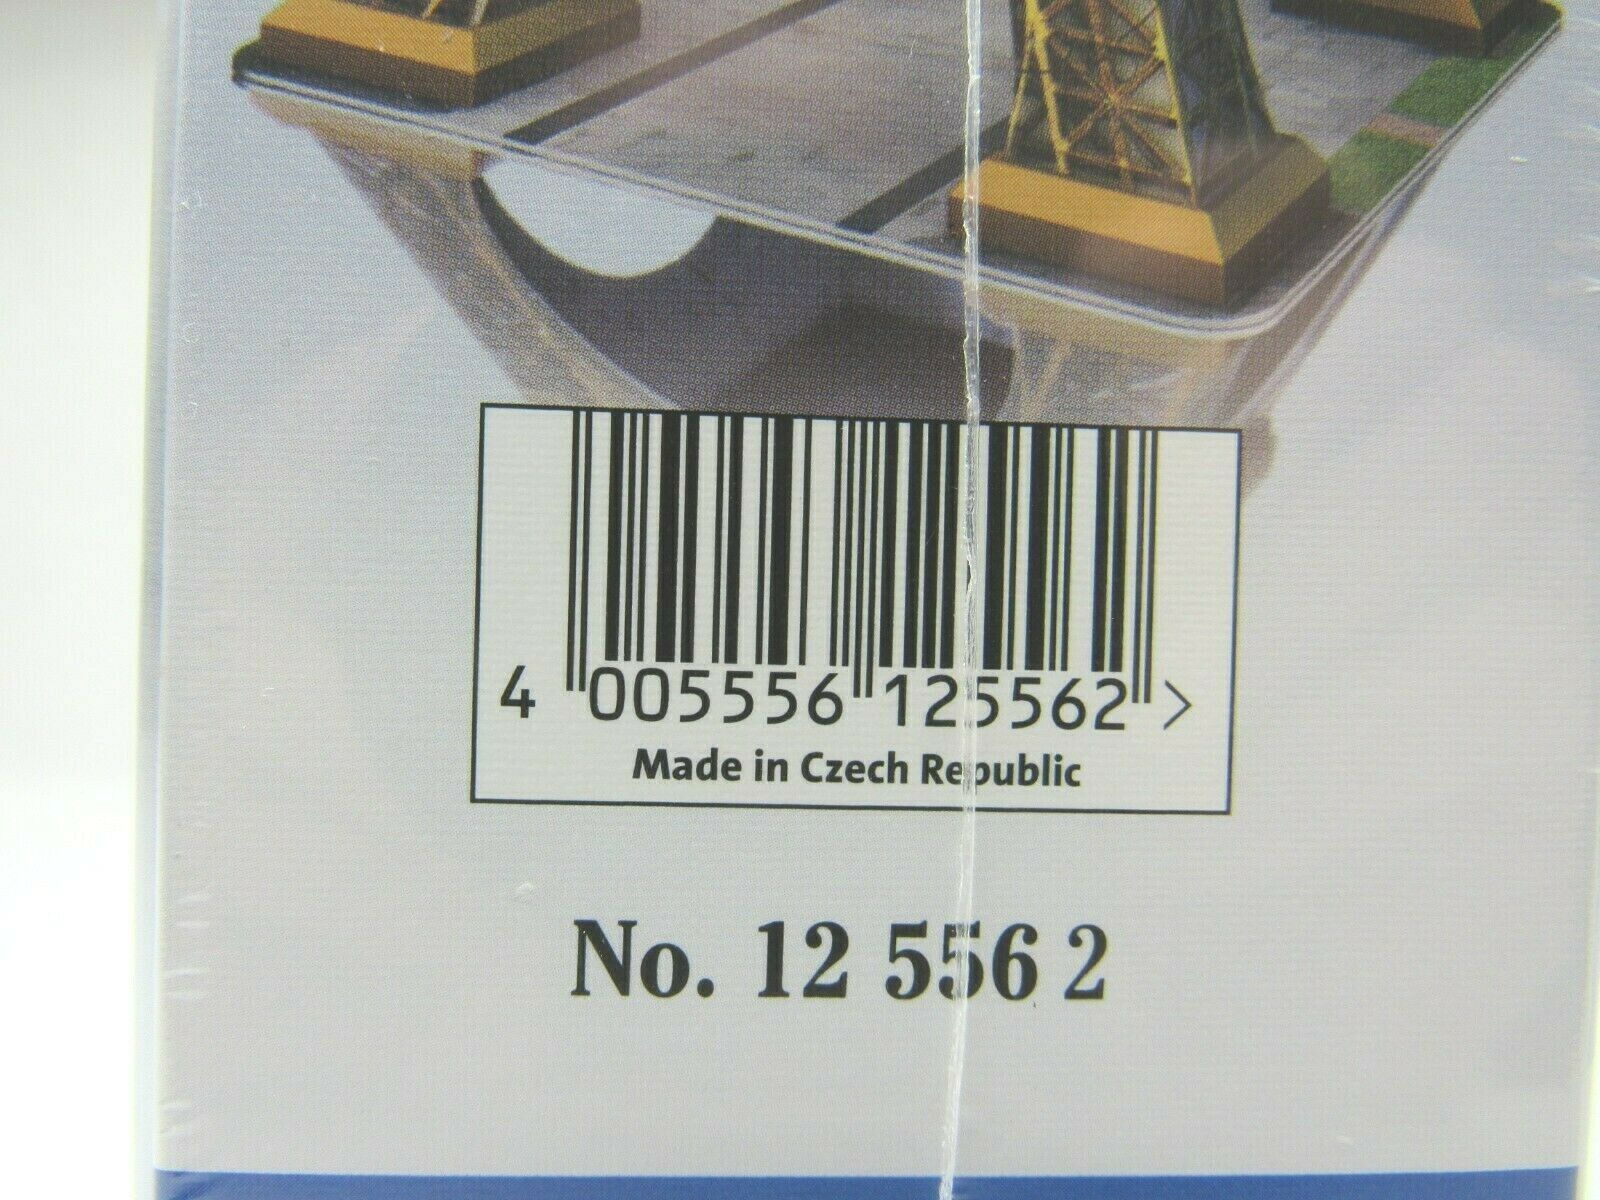 4 005556 125562 >
Made in Czech Republic
No. 12 556 2